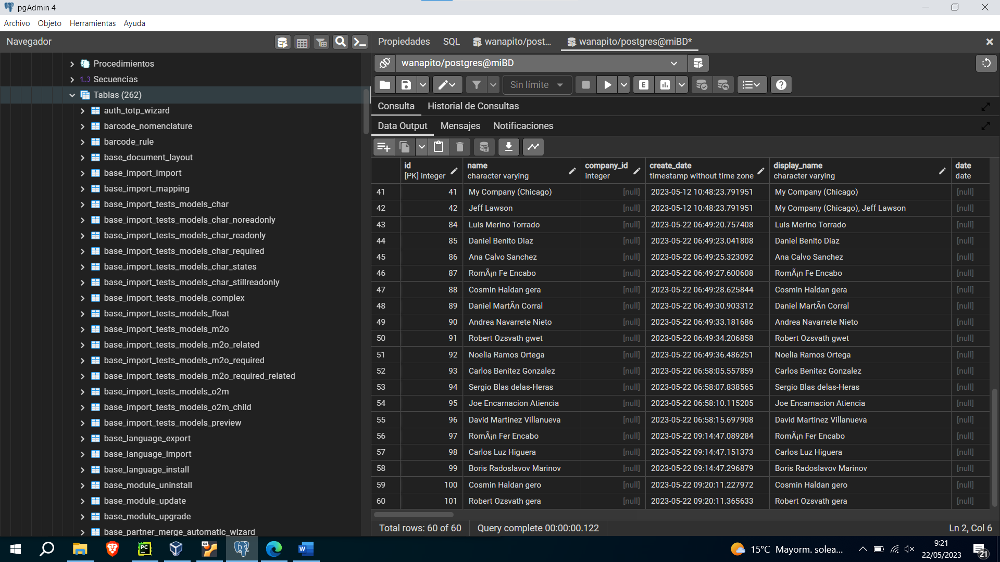 pgAdmin 4
Archivo Objeto Herramientas Ayuda
Navegador
Propiedades SQL wanapito/post... wanapito/postgres@miBD*
Procedimientos
1..3 Secuencias
Tablas (262)
auth_totp_wizard
barcode_nomenclature
barcode_rule
base_document_layout
base_import_import
base_import_mapping
base_import_tests_models_char
base_import_tests_models_char_noreadonly
base_import_tests_models_char_readonly
base_import_tests_models_char_required
base_import_tests_models_char_states
base_import_tests_models_char_stillreadonly
base_import_tests_models_complex
base_import_tests_models_float
base_import_tests_models_m2o
base_import_tests_models_m2o_related
base_import_tests_models_m2o_required
base_import_tests_models_m2o_required_related
base_import_tests_models_o2m
base_import_tests_models_o2m_child
base_import_tests_models_preview
base_language_export
base_language_import
base_language_install
base_module_uninstall
base_module_update
base_module_upgrade
base_partner_merge_automatic_wizard
wanapito/postgres@miBD
Sin límite E
Consulta Historial de Consultas
Data Output Mensajes Notificaciones
id name company_id create_date display_name date
[PK] integer character varying integer timestamp without time zone character varying date
41 41 My Company (Chicago) [null] 2023-05-12 10:48:23.791951 My Company (Chicago) [null]
42 42 Jeff Lawson [null] 2023-05-12 10:48:23.791951 My Company (Chicago), Jeff Lawson [null]
43 84 Luis Merino Torrado [null] 2023-05-22 06:49:20.757408 Luis Merino Torrado [null]
44 85 Daniel Benito Diaz [null] 2023-05-22 06:49:23.041808 Daniel Benito Diaz [null]
45 86 Ana Calvo Sanchez [null] 2023-05-22 06:49:25.323092 Ana Calvo Sanchez [null]
46 87 RomÃ¡n Fe Encabo [null] 2023-05-22 06:49:27.600608 RomÃ¡n Fe Encabo [null]
47 88 Cosmin Haldan gera [null] 2023-05-22 06:49:28.625844 Cosmin Haldan gera [null]
48 89 Daniel MartÃn Corral [null] 2023-05-22 06:49:30.903312 Daniel MartÃn Corral [null]
49 90 Andrea Navarrete Nieto [null] 2023-05-22 06:49:33.181686 Andrea Navarrete Nieto [null]
50 91 Robert Ozsvath gwet [null] 2023-05-22 06:49:34.206858 Robert Ozsvath gwet [null]
51 92 Noelia Ramos Ortega [null] 2023-05-22 06:49:36.486251 Noelia Ramos Ortega [null]
52 93 Carlos Benitez Gonzalez [null] 2023-05-22 06:58:05.557859 Carlos Benitez Gonzalez [null]
53 94 Sergio Blas delas-Heras [null] 2023-05-22 06:58:07.838565 Sergio Blas delas-Heras [null]
54 95 Joe Encarnacion Atiencia [null] 2023-05-22 06:58:10.115205 Joe Encarnacion Atiencia [null]
55 96 David Martinez Villanueva [null] 2023-05-22 06:58:15.697908 David Martinez Villanueva [null]
56 97 RomÃ¡n Fer Encabo [null] 2023-05-22 09:14:47.089284 RomÃ¡n Fer Encabo [null]
57 98 Carlos Luz Higuera [null] 2023-05-22 09:14:47.151373 Carlos Luz Higuera [null]
58 99 Boris Radoslavov Marinov [null] 2023-05-22 09:14:47.296879 Boris Radoslavov Marinov [null]
59 100 Cosmin Haldan gero [null] 2023-05-22 09:20:11.227972 Cosmin Haldan gero [null]
60 101 Robert Ozsvath gera [null] 2023-05-22 09:20:11.365633 Robert Ozsvath gera [null]
Total rows: 60 of 60 Query complete 00:00:00.122 Ln 2, Col 6
PC 64 W 15°C Mayorm. solea... 9:21
22/05/2023 21